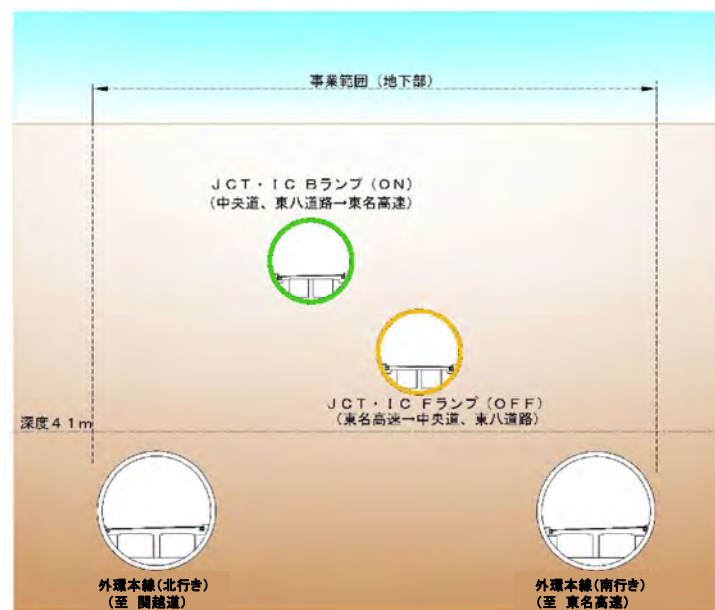 事業範囲（地下部）
ＪＣＴ・ＩＣ Ｂランプ（ＯＮ）
（中央道、東八道路→東名高速）
ＪＣＴ・ＩＣ Ｆランプ（ＯＦＦ）
（東名高速→中央道、東八道路）
深度４１ｍ
外環本線(北行き)
（至 関越道）
外環本線(南行き)
（至 東名高速）